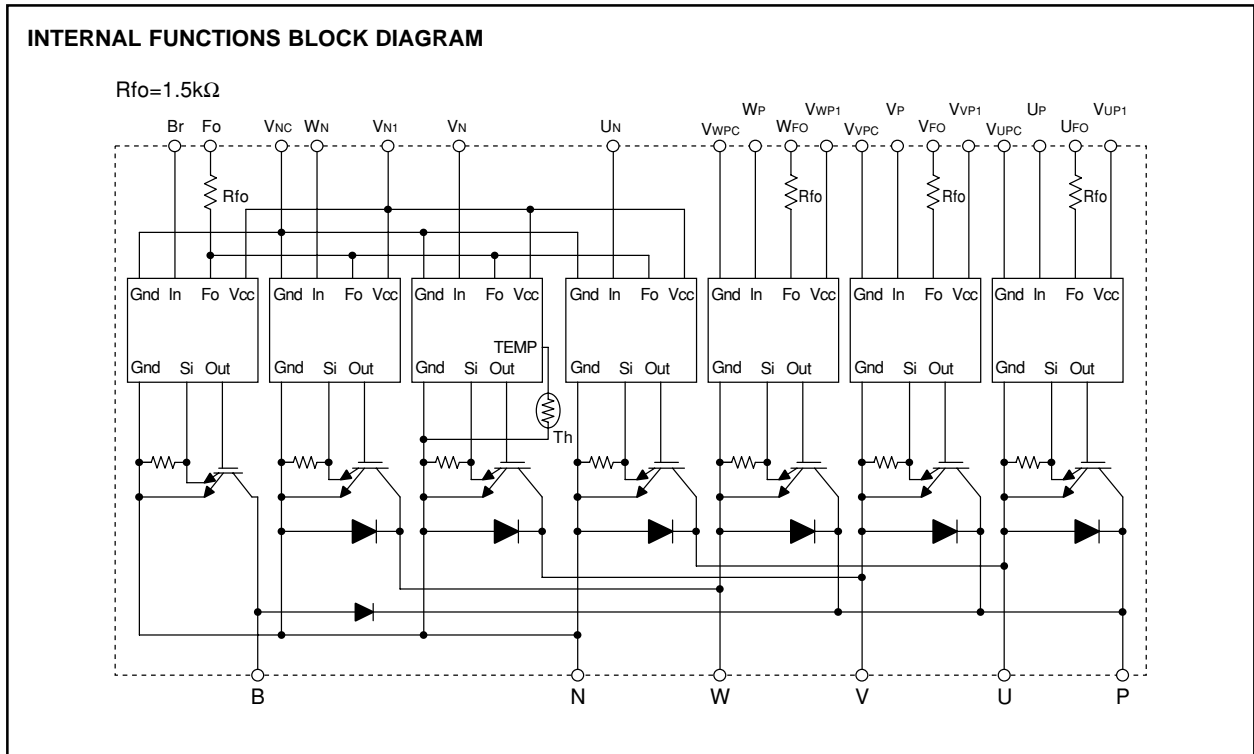 INTERNAL FUNCTIONS BLOCK DIAGRAM
Rfo=1.5kΩ
WP VWP1 VP VVP1 UP VUP1
Br Fo VNC WN VN1 VN UN VWPC WFO VVPC VFO VUPC UFO
Rfo Rfo Rfo Rfo
Gnd In Fo Vcc Gnd In Fo Vcc Gnd In Fo Vcc Gnd In Fo Vcc Gnd In Fo Vcc Gnd In Fo Vcc Gnd In Fo Vcc
TEMP
Gnd Si Out Gnd Si Out Gnd Si Out Gnd Si Out Gnd Si Out Gnd Si Out Gnd Si Out
Th
B N W V U P